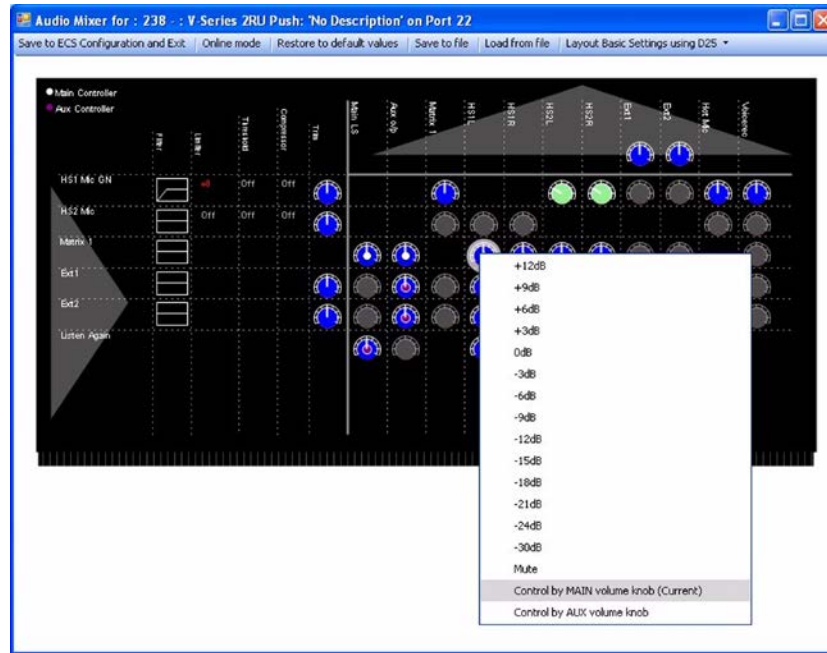 Audio Mixer for : 238 - : V-Series 2RU Push: 'No Description' on Port 22
Save to ECS Configuration and Exit Online mode Restore to default values Save to file Load from file Layout Basic Settings using D25
Main Controller
Aux Controller
Filter
Limiter
Threshold
Compressor
Trim
Main LS
Aux o/p
Matrix 1
HS1L
HS1R
HS2L
HS2R
Ext1
Ext2
Hot Mic
Voicerec
HS1 Mic GN
Off Off
HS2 Mic
Off Off Off
Matrix 1
Ext1
Ext2
Listen Again
+12dB
+9dB
+6dB
+3dB
0dB
-3dB
-6dB
-9dB
-12dB
-15dB
-18dB
-21dB
-24dB
-30dB
Mute
Control by MAIN volume knob (Current)
Control by AUX volume knob